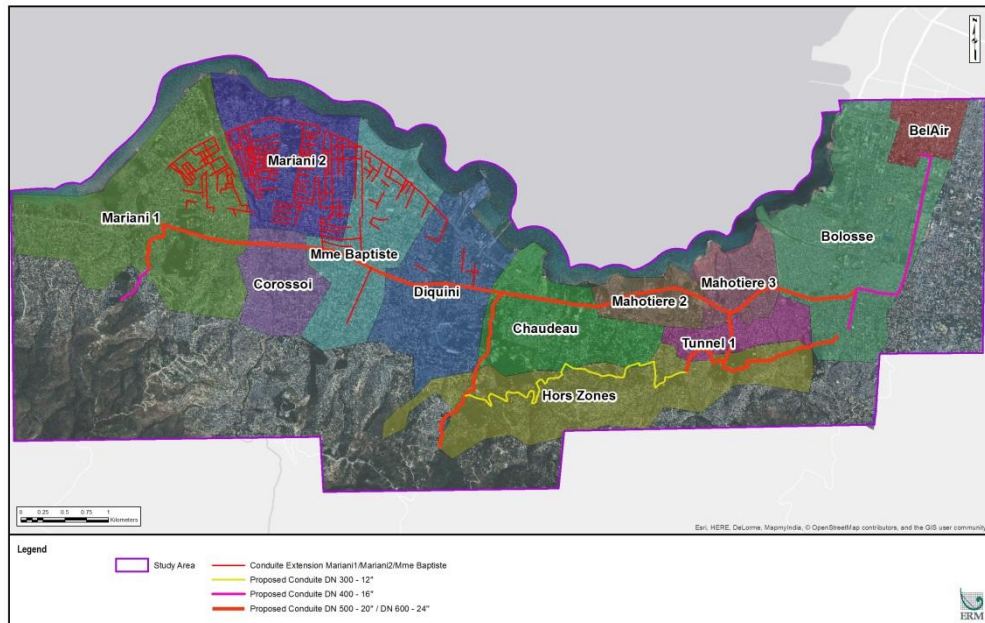 N
BelAir
Mariani 2
Mariani 1
Bolosse
Mme Baptiste
Mahotiere 3
Corossoi
Diquini
Mahotiere 2
Chaudeau
Tunnel 1
Hors Zones
0 0.25 0.5 0.75 1
Kilometers
Esri, HERE, DeLorme, MapmyIndia, © OpenStreetMap contributors, and the GIS user community
Legend
Study Area
Conduite Extension Mariani1/Mariani2/Mme Baptiste
Proposed Conduite DN 300 - 12"
Proposed Conduite DN 400 - 16"
Proposed Conduite DN 500 - 20" / DN 600 - 24"
ERM